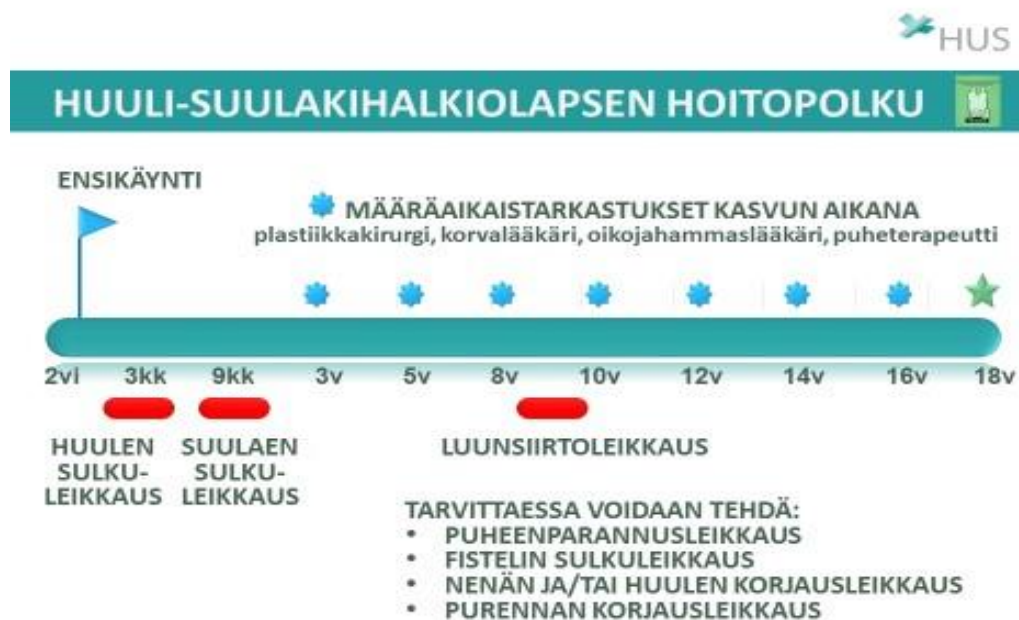 HUS
HUULI-SUULAKIHALKIOLAPSEN HOITOPOLKU
ENSIKÄYNTI
MÄÄRÄAIKAISTARKASTUKSET KASVUN AIKANA
plastiikkakirurgi, korvalääkäri, oikojahammaslääkäri, puheterapeutti
2vi 3kk 9kk 3v 5v 8v 10v 12v 14v 16v 18v
HUULEN
SULKU-
LEIKKAUS
SUULAEN
SULKU-
LEIKKAUS
LUUNSIIRTOLEIKKAUS
TARVITTAESSA VOIDAAN TEHDÄ:
• PUHEENPARANNUSLEIKKAUS
• FISTELIN SULKULEIKKAUS
• NENÄN JA/TAI HUULEN KORJAUSLEIKKAUS
• PURENNAN KORJAUSLEIKKAUS